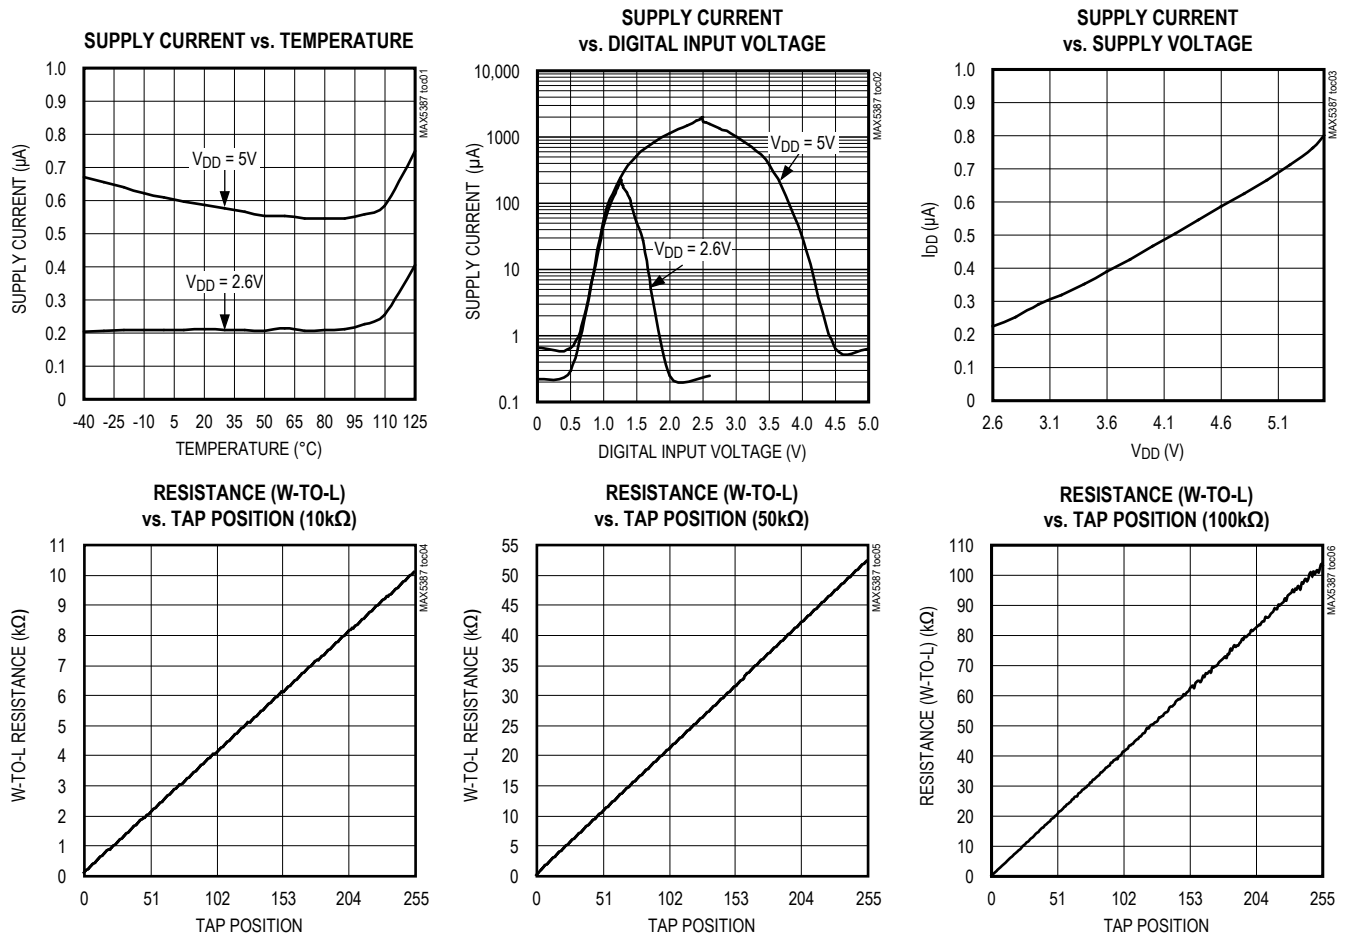 SUPPLY CURRENT vs. TEMPERATURE
1.0
0.9
0.8
0.7
0.6
0.5
0.4
0.3
0.2
0.1
0
SUPPLY CURRENT (µA)
VDD = 5V
VDD = 2.6V
MAX5387 toc01
-40 -25 -10 5 20 35 50 65 80 95 110 125
TEMPERATURE (°C)
SUPPLY CURRENT
vs. DIGITAL INPUT VOLTAGE
10,000
1000
100
10
1
0.1
SUPPLY CURRENT (µA)
VDD = 5V
VDD = 2.6V
MAX5387 toc02
0 0.5 1.0 1.5 2.0 2.5 3.0 3.5 4.0 4.5 5.0
DIGITAL INPUT VOLTAGE (V)
SUPPLY CURRENT
vs. SUPPLY VOLTAGE
1.0
0.9
0.8
0.7
0.6
0.5
0.4
0.3
0.2
0.1
0
IDD (µA)
MAX5387 toc03
2.6 3.1 3.6 4.1 4.6 5.1
VDD (V)
RESISTANCE (W-TO-L)
vs. TAP POSITION (10kΩ)
11
10
9
8
7
6
5
4
3
2
1
0
W-TO-L RESISTANCE (kΩ)
MAX5387 toc04
0 51 102 153 204 255
TAP POSITION
RESISTANCE (W-TO-L)
vs. TAP POSITION (50kΩ)
55
50
45
40
35
30
25
20
15
10
5
0
W-TO-L RESISTANCE (kΩ)
MAX5387 toc05
0 51 102 153 204 255
TAP POSITION
RESISTANCE (W-TO-L)
vs. TAP POSITION (100kΩ)
110
100
90
80
70
60
50
40
30
20
10
0
RESISTANCE (W-TO-L) (kΩ)
MAX5387 toc06
0 51 102 153 204 255
TAP POSITION